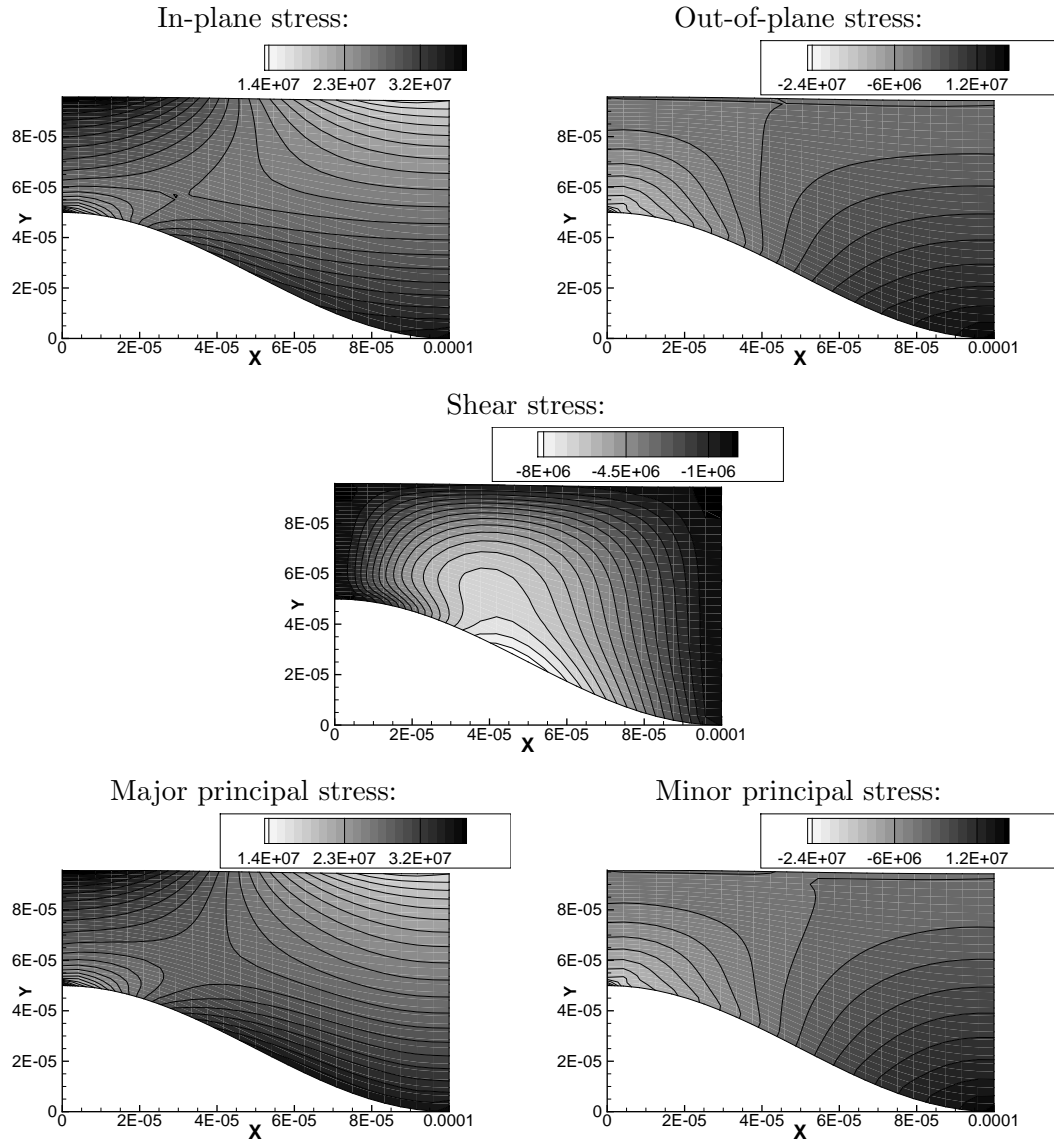 In-plane stress:
1.4E+07 2.3E+07 3.2E+07
8E-05
6E-05
Y
4E-05
2E-05
0
0 2E-05 4E-05 6E-05 8E-05 0.0001
X
Out-of-plane stress:
-2.4E+07 -6E+06 1.2E+07
8E-05
6E-05
Y
4E-05
2E-05
0
0 2E-05 4E-05 6E-05 8E-05 0.0001
X
Shear stress:
-8E+06 -4.5E+06 -1E+06
8E-05
6E-05
Y
4E-05
2E-05
0
0 2E-05 4E-05 6E-05 8E-05 0.0001
X
Major principal stress:
1.4E+07 2.3E+07 3.2E+07
8E-05
6E-05
Y
4E-05
2E-05
0
0 2E-05 4E-05 6E-05 8E-05 0.0001
X
Minor principal stress:
-2.4E+07 -6E+06 1.2E+07
8E-05
6E-05
Y
4E-05
2E-05
0
0 2E-05 4E-05 6E-05 8E-05 0.0001
X